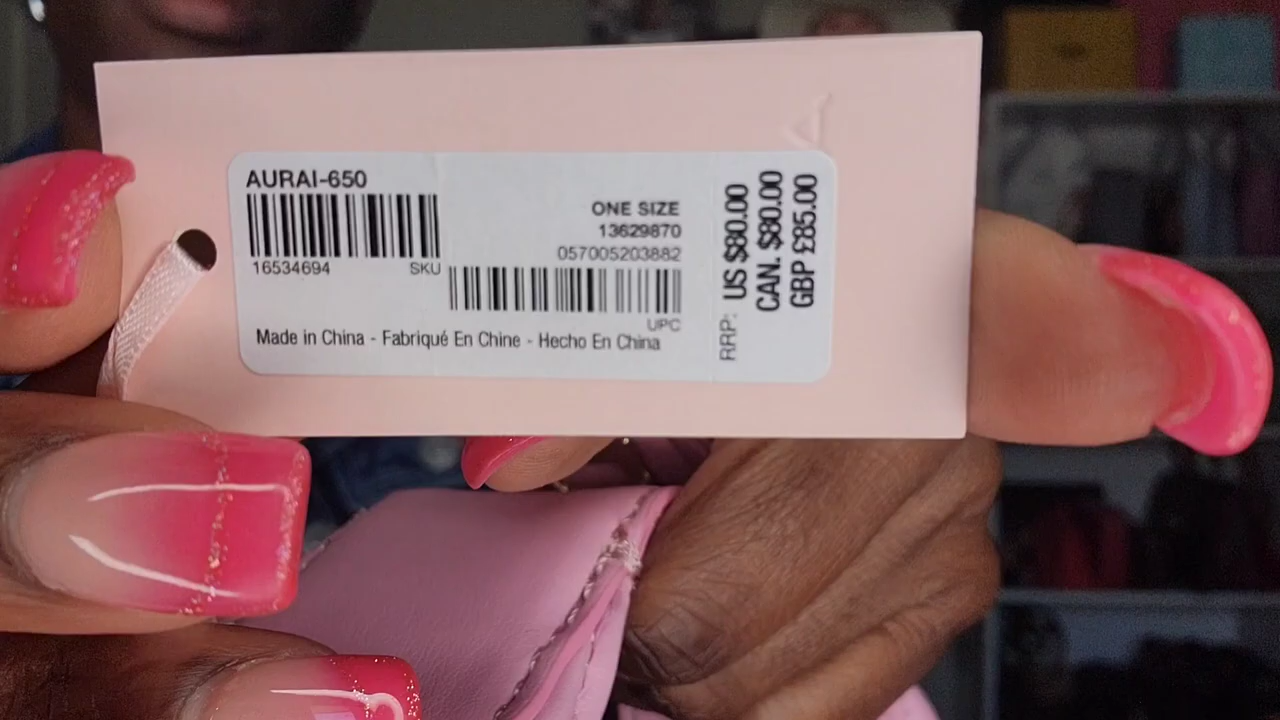 AURAI-650
16534694 SKU
ONE SIZE
13629870
057005203882
UPC
Made in China - Fabriqué En Chine - Hecho En China
RRP: US $80.00
CAN. $80.00
GBP £85.00